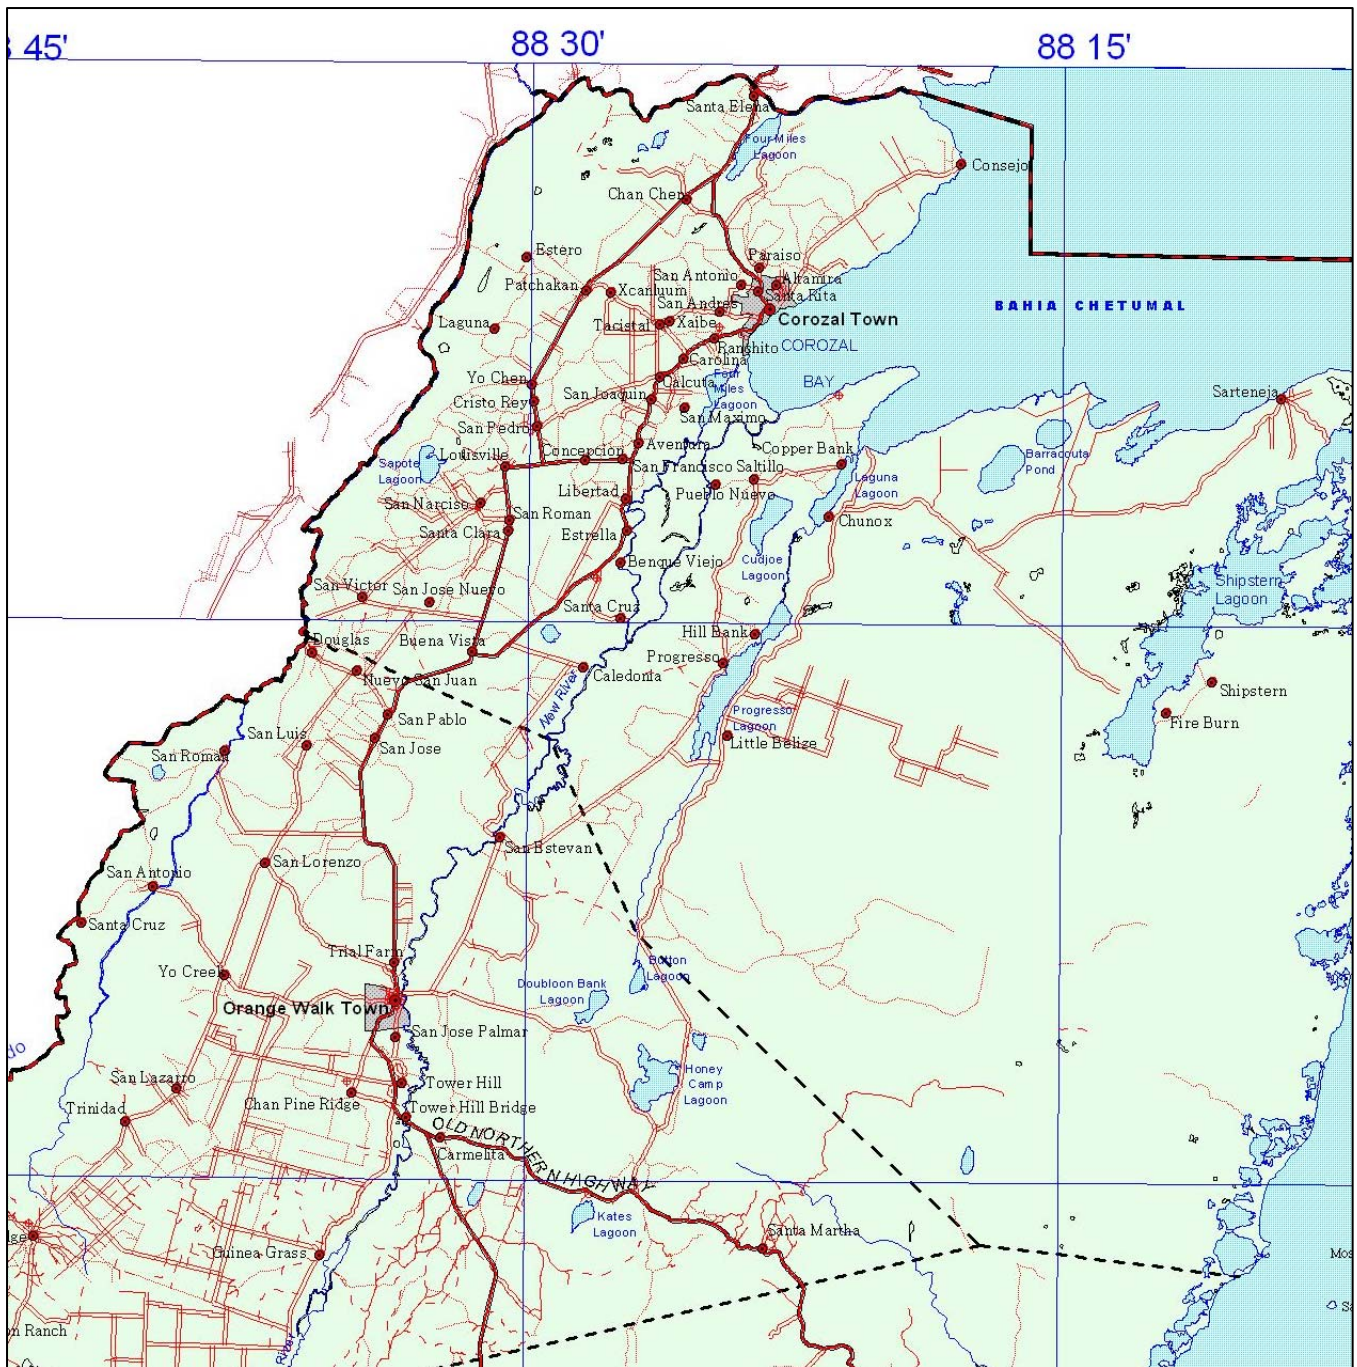 45'
88 30'
88 15'
Santa Elena
Four Miles
Lagoon
Consejo
Chan Chen
Estero
Paraiso
San Antonio
Altamira
Patchakan
Xcanluum
Santa Rita
San Andres
BAHIA CHETUMAL
Laguna
Tacistal
Xaibe
Corozal Town
Ranchito
COROZAL
BAY
Carolina
Yo Chen
Calcuta
Four
Miles
Lagoon
Cristo Rey
San Joaquin
Sarteneja
San Maximo
San Pedro
Aventura
Louisville
Concepcion
Copper Bank
Sapote
Lagoon
San Francisco Saltillo
Barracouta
Pond
Laguna
Lagoon
Libertad
Pueblo Nuevo
San Narciso
San Roman
Chunox
Santa Clara
Estrella
Benque Viejo
Cudjoe
Lagoon
San Victor
San Jose Nuevo
Shipstern
Lagoon
Santa Cruz
Douglas
Buena Vista
Hill Bank
Progresso
Nuevo San Juan
Caledonia
New River
Shipstern
San Pablo
Progresso
Lagoon
Fire Burn
San Luis
San Jose
Little Belize
San Roman
San Estevan
San Lorenzo
San Antonio
Santa Cruz
Trial Farm
Yo Creek
Button
Lagoon
Doubloon Bank
Lagoon
Orange Walk Town
San Jose Palmar
do
Honey
Camp
Lagoon
San Lazarro
Tower Hill
Chan Pine Ridge
Trinidad
Tower Hill Bridge
OLD NORTHERN HIGHWAY
Carmelita
Kates
Lagoon
Santa Martha
Guinea Grass
lge
Mos
on Ranch
River